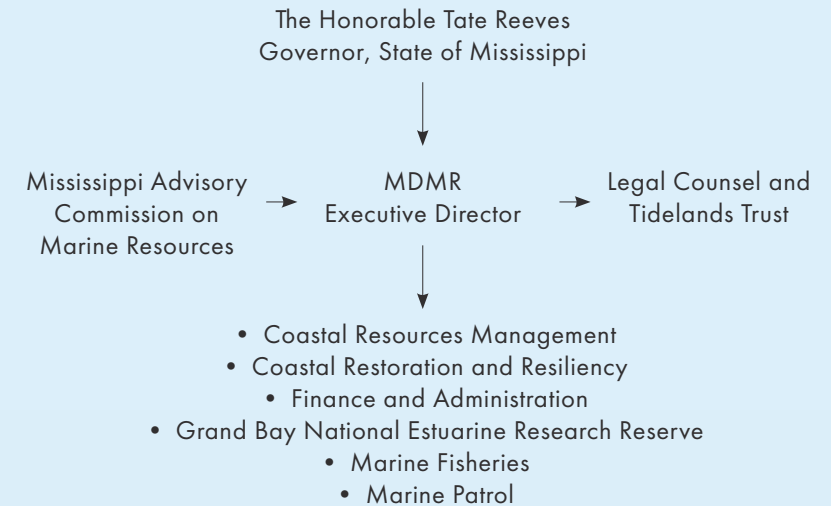 The Honorable Tate Reeves
Governor, State of Mississippi
Mississippi Advisory
Commission on
Marine Resources
MDMR
Executive Director
Legal Counsel and
Tidelands Trust
• Coastal Resources Management
• Coastal Restoration and Resiliency
• Finance and Administration
• Grand Bay National Estuarine Research Reserve
• Marine Fisheries
• Marine Patrol